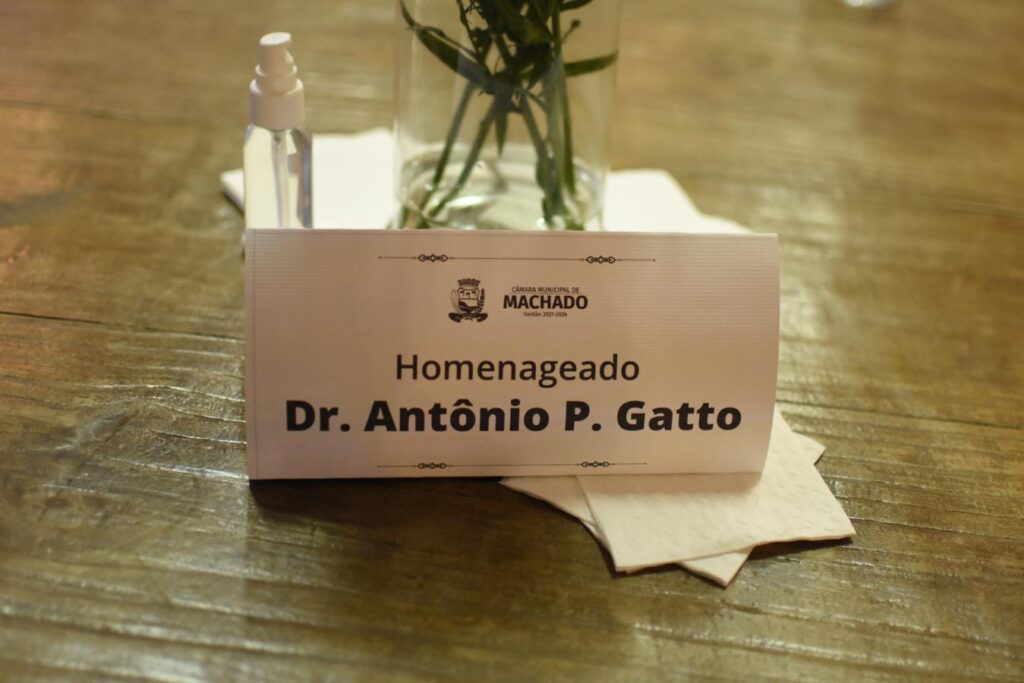 CÂMARA MUNICIPAL DE
MACHADO
Gestão 2021-2024
Homenageado
Dr. Antônio P. Gatto